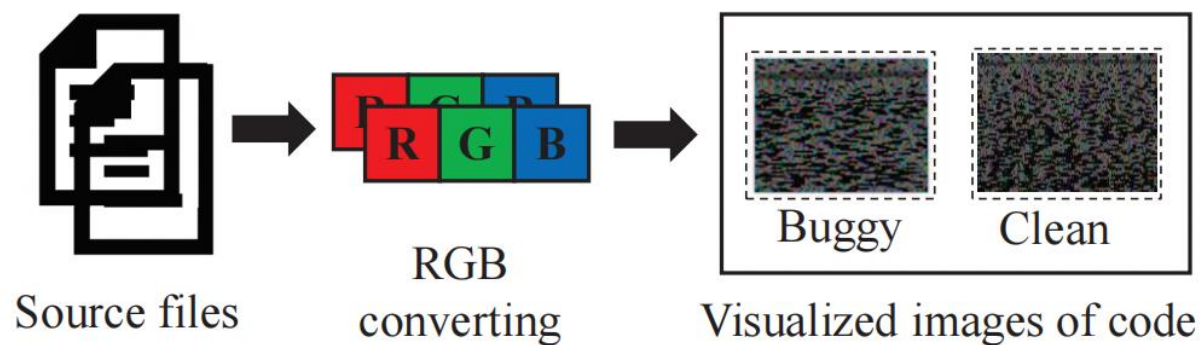 R G B
R G B
Buggy
Clean
Source files
RGB
converting
Visualized images of code